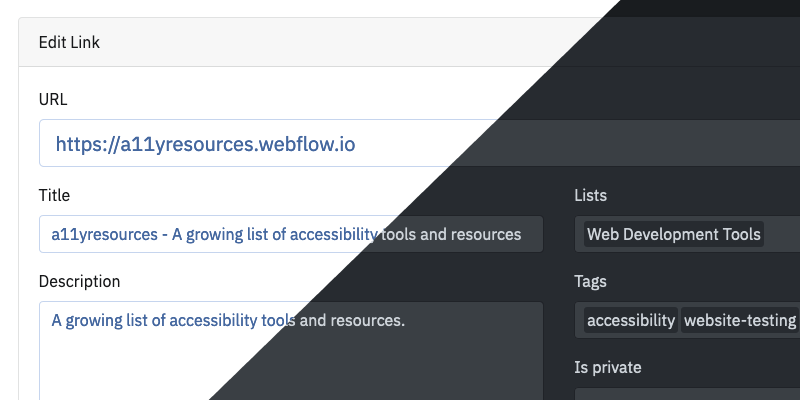 Edit Link
URL
https://a11yresources.webflow.io
Title
a11yresources - A growing list of accessibility tools and resources
Lists
Web Development Tools
Description
A growing list of accessibility tools and resources.
Tags
accessibility website-testing
Is private